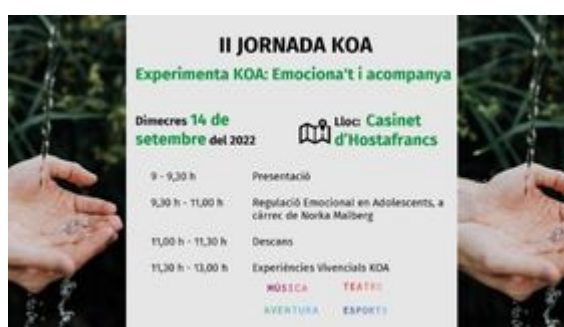 II JORNADA KOA
Experimenta KOA: Emociona't i acompanya
Dimecres 14 de
setembre del 2022
Lloc: Casinet
d'Hostafrancs
9 - 9,30 h Presentació
9,30 h - 11,00 h Regulació Emocional en Adolescents, a
càrrec de Norka Malberg
11,00 h - 11,30 h Descans
11,30 h - 13,00 h Experiències Vivencials KOA
MÚSICA TEATRE
AVENTURA ESPORTS